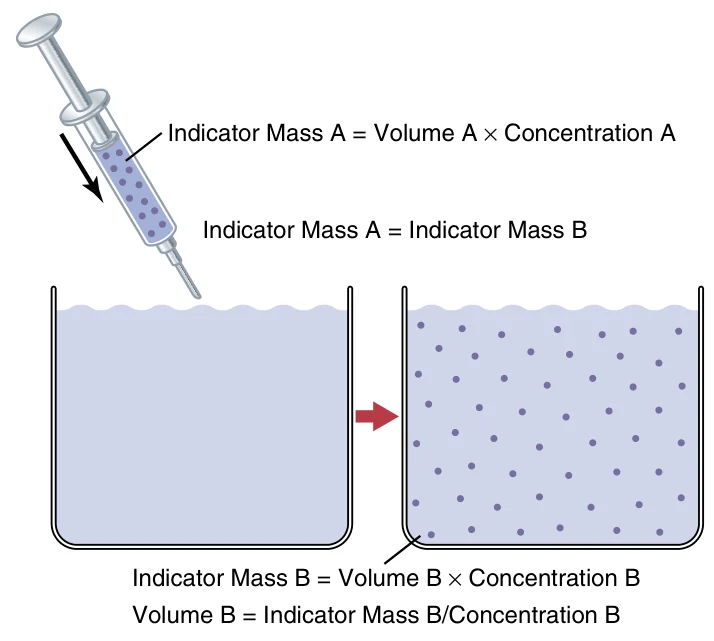 Indicator Mass A = Volume A × Concentration A
Indicator Mass A = Indicator Mass B
Indicator Mass B = Volume B × Concentration B
Volume B = Indicator Mass B/Concentration B